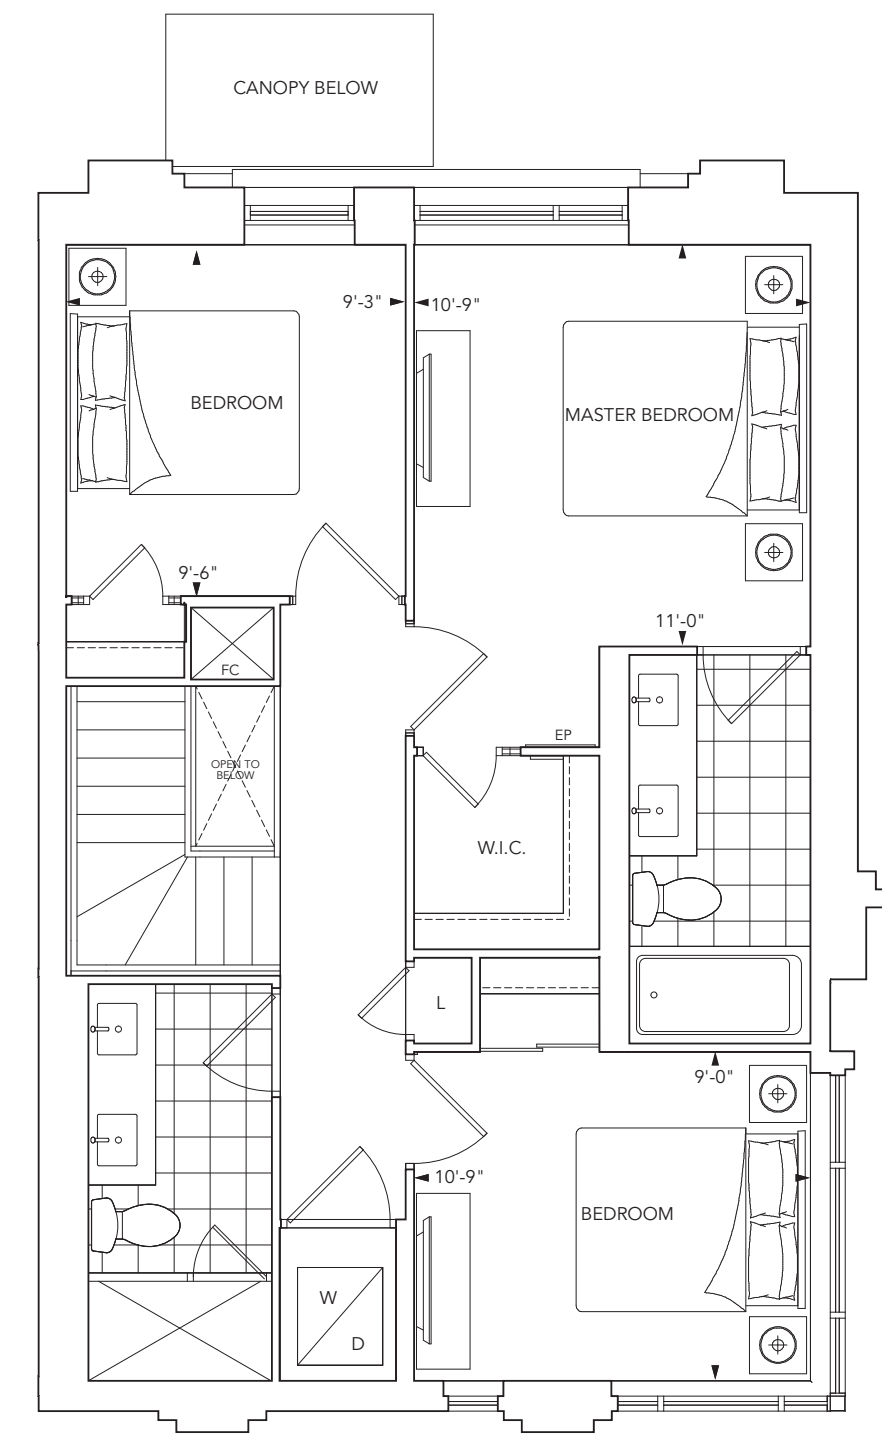 CANOPY BELOW
9'-3"
10'-9"
BEDROOM
MASTER BEDROOM
9'-6"
11'-0"
FC
EP
OPEN TO
BELOW
W.I.C.
L
9'-0"
10'-9"
BEDROOM
W
D